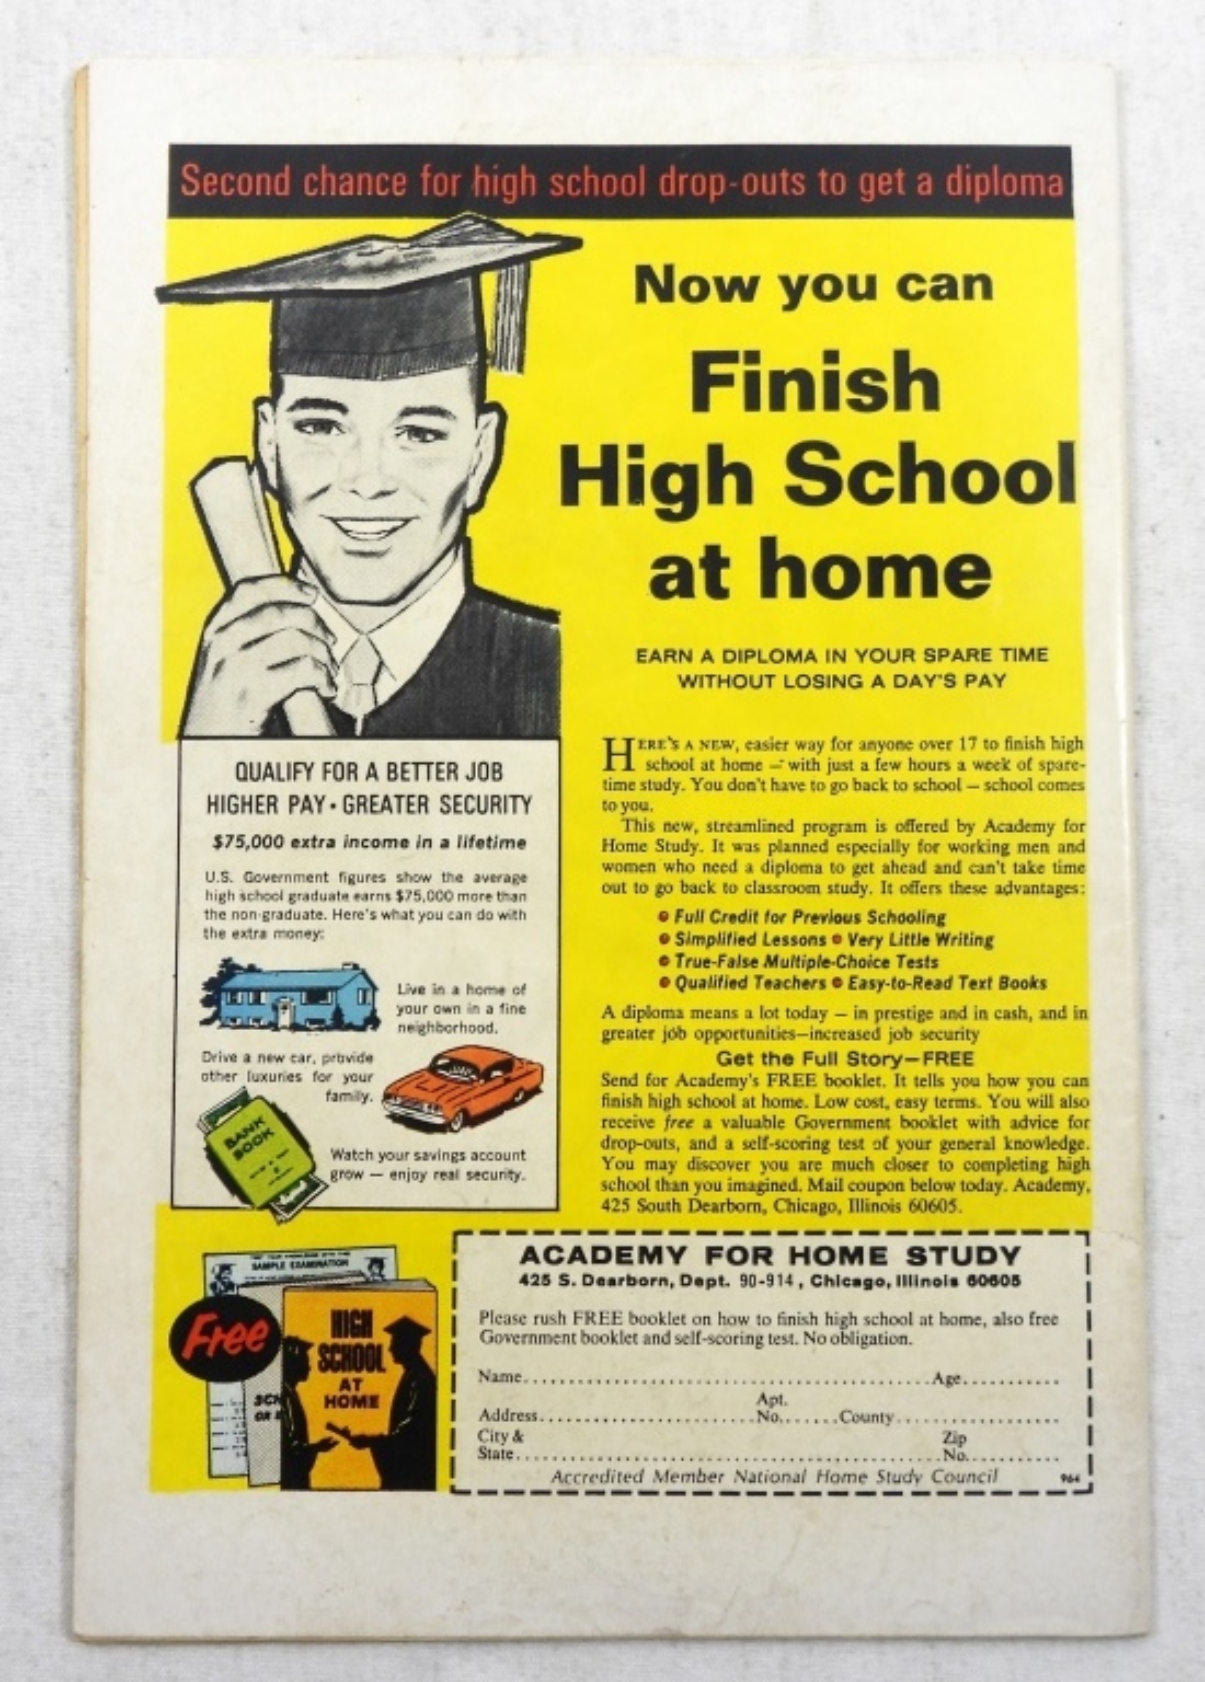 Second chance for high school drop-outs to get a diploma
Now you can
Finish
High School
at home
EARN A DIPLOMA IN YOUR SPARE TIME
WITHOUT LOSING A DAY'S PAY
QUALIFY FOR A BETTER JOB
HIGHER PAY • GREATER SECURITY
$75,000 extra income in a lifetime
U.S. Government figures show the average
high school graduate earns $75,000 more than
the non-graduate. Here's what you can do with
the extra money:
Live in a home of
your own in a fine
neighborhood.
Drive a new car, provide
other luxuries for your
family.
BANK
BOOK
Watch your savings account
grow — enjoy real security.
HERE'S A NEW, easier way for anyone over 17 to finish high
school at home — with just a few hours a week of spare-
time study. You don't have to go back to school — school comes
to you.
This new, streamlined program is offered by Academy for
Home Study. It was planned especially for working men and
women who need a diploma to get ahead and can't take time
out to go back to classroom study. It offers these advantages:
• Full Credit for Previous Schooling
• Simplified Lessons • Very Little Writing
• True-False Multiple-Choice Tests
• Qualified Teachers • Easy-to-Read Text Books
A diploma means a lot today — in prestige and in cash, and in
greater job opportunities—increased job security
Get the Full Story—FREE
Send for Academy's FREE booklet. It tells you how you can
finish high school at home. Low cost, easy terms. You will also
receive free a valuable Government booklet with advice for
drop-outs, and a self-scoring test of your general knowledge.
You may discover you are much closer to completing high
school than you imagined. Mail coupon below today. Academy,
425 South Dearborn, Chicago, Illinois 60605.
SAMPLE EXAMINATION
Free
HIGH
SCHOOL
AT
HOME
SCH
OR
ACADEMY FOR HOME STUDY
425 S. Dearborn, Dept. 90-914, Chicago, Illinois 60605
Please rush FREE booklet on how to finish high school at home, also free
Government booklet and self-scoring test. No obligation.
Name.......................................................Age.............
Apt.
Address................................No.......County......................
City & Zip
State.........................................................No.............
Accredited Member National Home Study Council 964